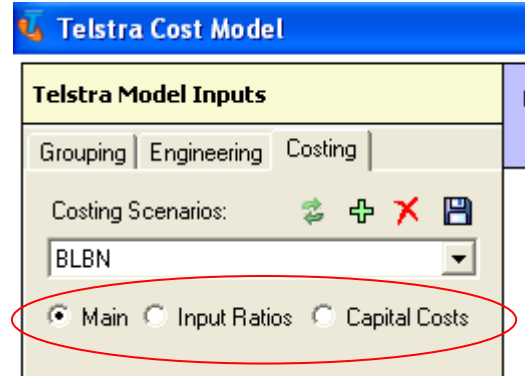 Telstra Cost Model
Telstra Model Inputs
Grouping Engineering Costing
Costing Scenarios:
BLBN
Main Input Ratios Capital Costs